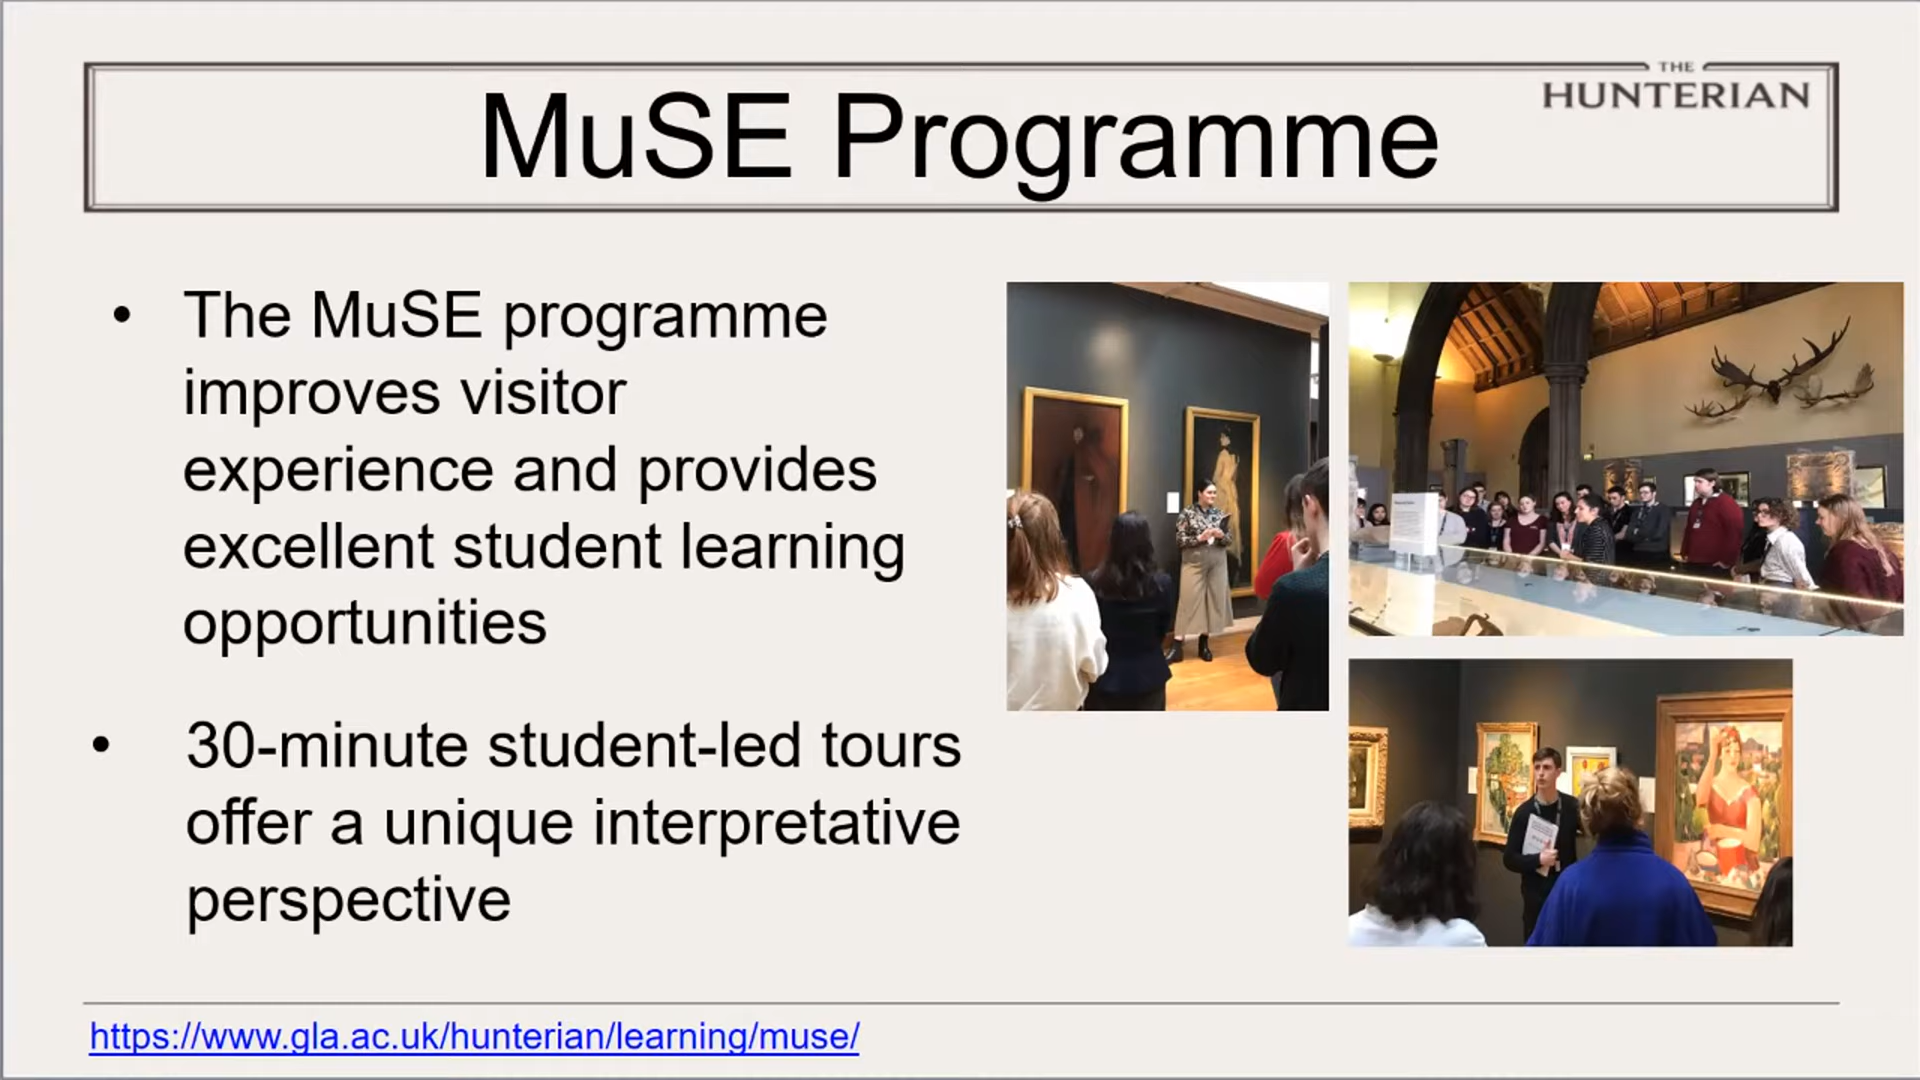 THE
HUNTERIAN
MuSE Programme
• The MuSE programme
improves visitor
experience and provides
excellent student learning
opportunities
• 30-minute student-led tours
offer a unique interpretative
perspective
https://www.gla.ac.uk/hunterian/learning/muse/